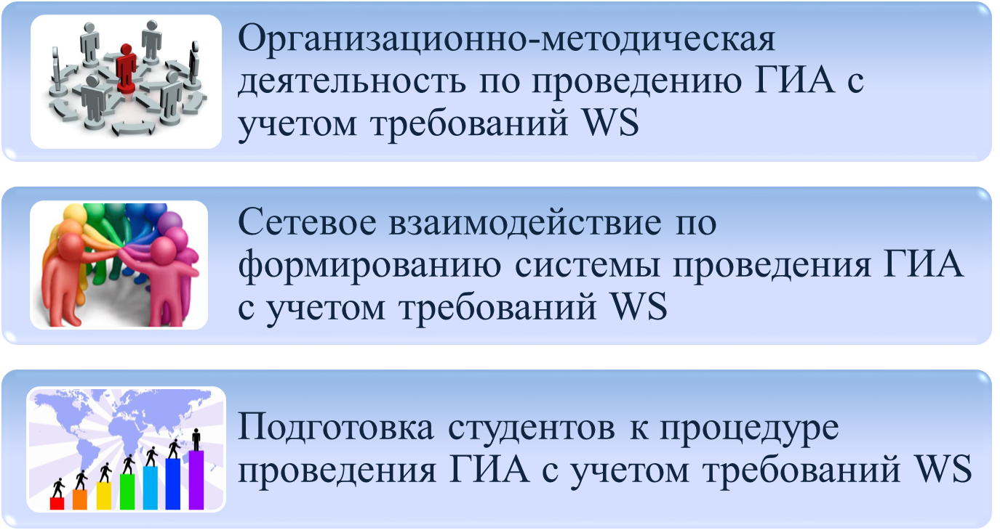 Организационно-методическая
деятельность по проведению ГИА с
учетом требований WS
Сетевое взаимодействие по
формированию системы проведения ГИА
с учетом требований WS
Подготовка студентов к процедуре
проведения ГИА с учетом требований WS